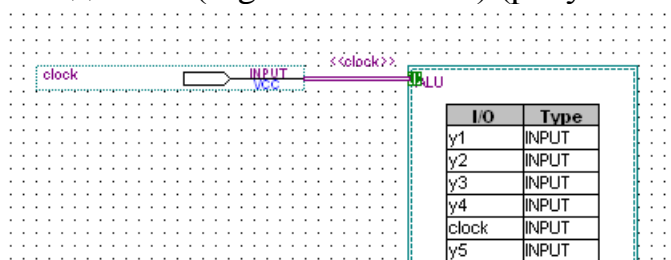 <<clock>>
clock INPUT
VCC
ALU
I/O Type
y1 INPUT
y2 INPUT
y3 INPUT
y4 INPUT
clock INPUT
y5 INPUT